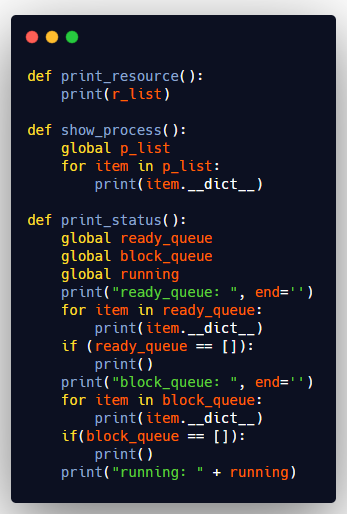 def print_resource():
    print(r_list)

def show_process():
    global p_list
    for item in p_list:
        print(item.__dict__)

def print_status():
    global ready_queue
    global block_queue
    global running
    print("ready_queue: ", end='')
    for item in ready_queue:
        print(item.__dict__)
    if (ready_queue == []):
        print()
    print("block_queue: ", end='')
    for item in block_queue:
        print(item.__dict__)
    if(block_queue == []):
        print()
    print("running: " + running)